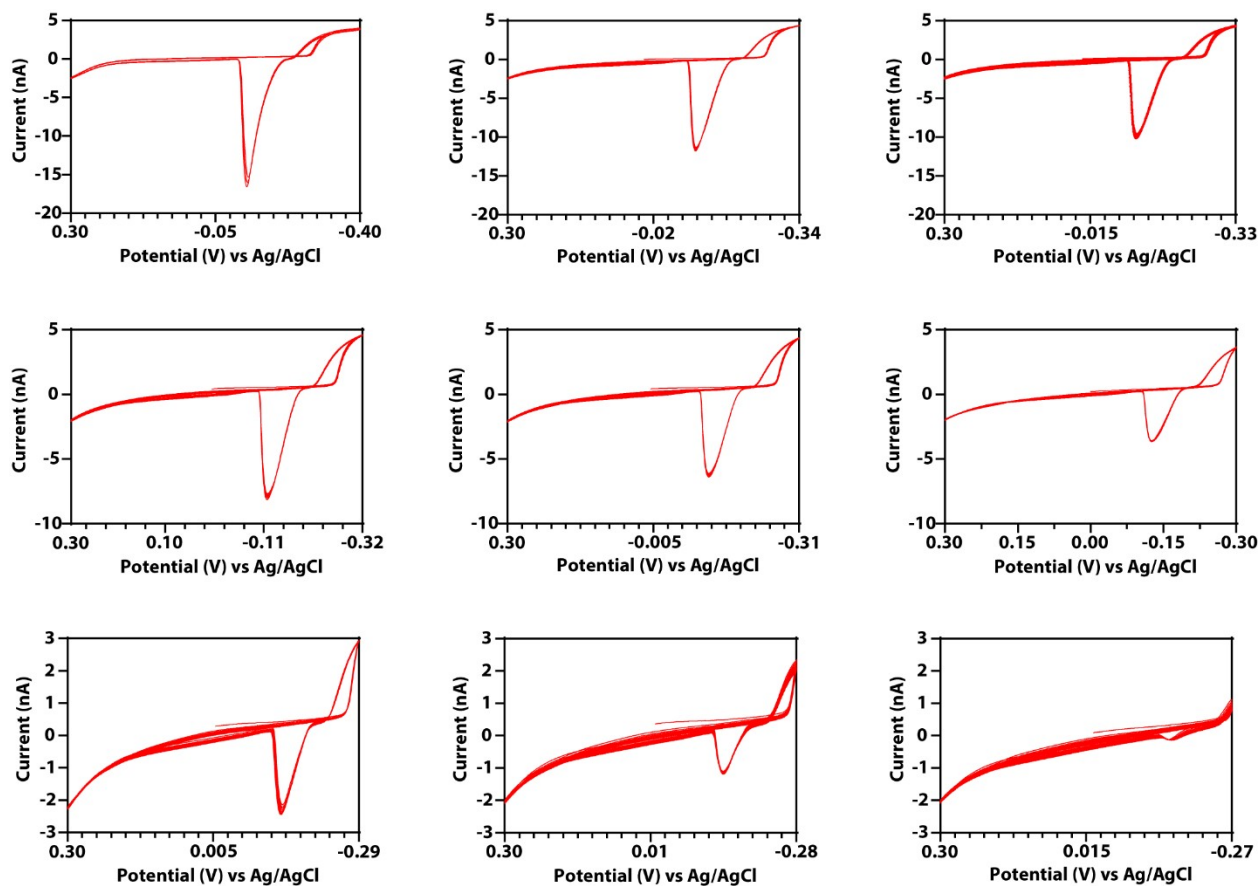 5
0
-5
-10
-15
-20
Current (nA)
0.30 -0.05 -0.40
Potential (V) vs Ag/AgCl
5
0
-5
-10
-15
-20
Current (nA)
0.30 -0.02 -0.34
Potential (V) vs Ag/AgCl
5
0
-5
-10
-15
-20
Current (nA)
0.30 -0.015 -0.33
Potential (V) vs Ag/AgCl
5
0
-5
-10
Current (nA)
0.30 0.10 -0.11 -0.32
Potential (V) vs Ag/AgCl
5
0
-5
-10
Current (nA)
0.30 -0.005 -0.31
Potential (V) vs Ag/AgCl
5
0
-5
-10
Current (nA)
0.30 0.15 0.00 -0.15 -0.30
Potential (V) vs Ag/AgCl
3
2
1
0
-1
-2
-3
Current (nA)
0.30 0.005 -0.29
Potential (V) vs Ag/AgCl
3
2
1
0
-1
-2
-3
Current (nA)
0.30 0.01 -0.28
Potential (V) vs Ag/AgCl
3
2
1
0
-1
-2
-3
Current (nA)
0.30 0.015 -0.27
Potential (V) vs Ag/AgCl